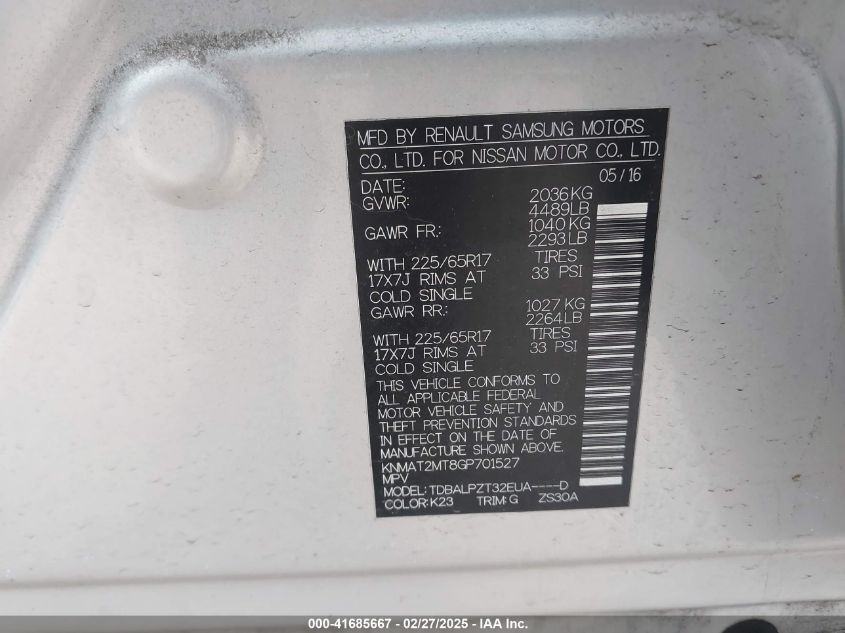 MFD BY RENAULT SAMSUNG MOTORS
CO., LTD. FOR NISSAN MOTOR CO., LTD.
DATE: 05/16
GVWR: 2036KG
4489LB
GAWR FR.: 1040 KG
2293LB
WITH 225/65R17 TIRES
17X7J RIMS AT 33 PSI
COLD SINGLE
GAWR RR.: 1027KG
2264LB
WITH 225/65R17 TIRES
17X7J RIMS AT 33 PSI
COLD SINGLE
THIS VEHICLE CONFORMS TO
ALL APPLICABLE FEDERAL
MOTOR VEHICLE SAFETY AND
THEFT PREVENTION STANDARDS
IN EFFECT ON THE DATE OF
MANUFACTURE SHOWN ABOVE.
KNMAT2MT8GP701527
MPV
MODEL: TDBALPZT32EUA----D
COLOR:K23 TRIM:G ZS30A
000-41685667 - 02/27/2025 - IAA Inc.